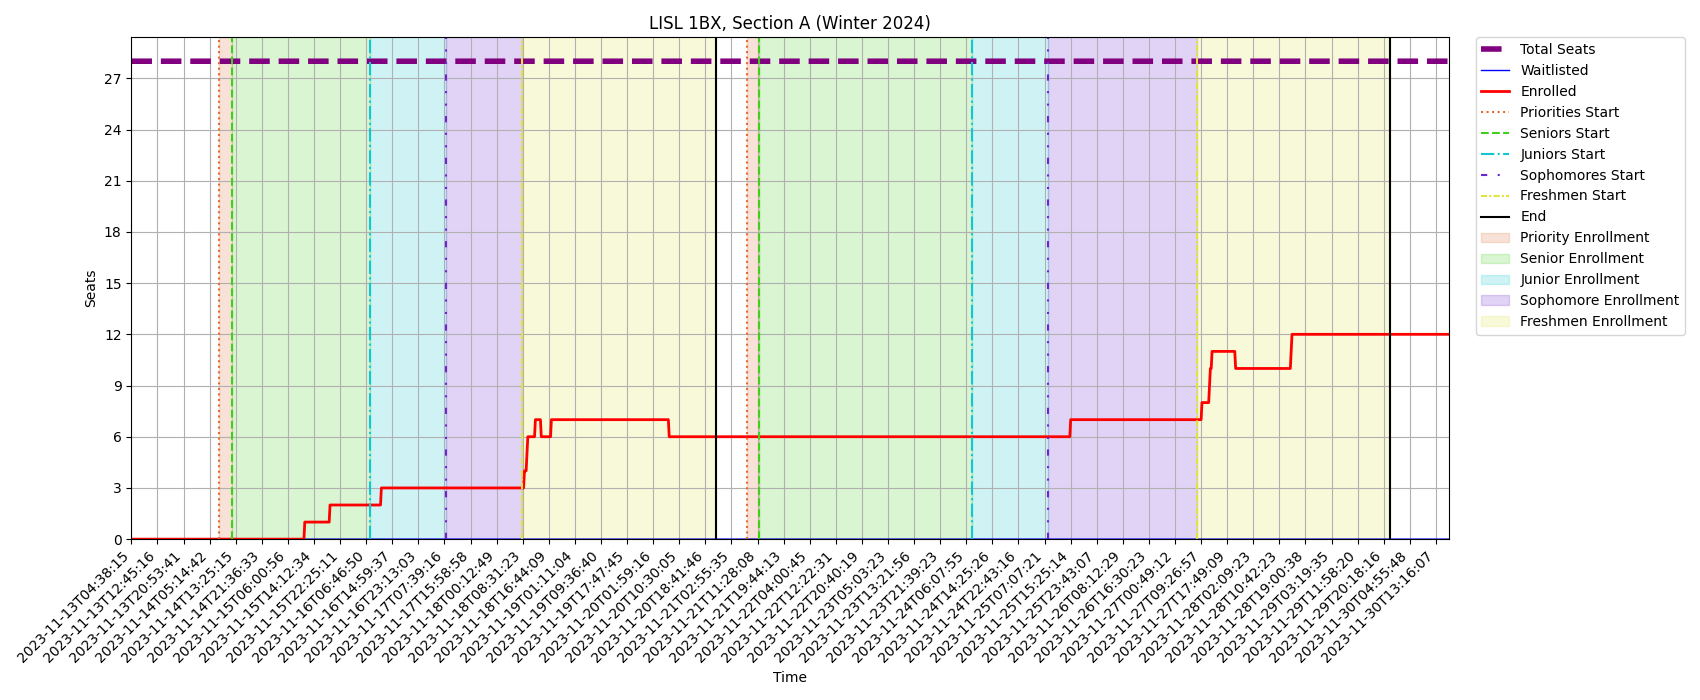 LISL 1BX, Section A (Winter 2024)
Seats
27
24
21
18
15
12
9
6
3
0
2023-11-13T04:38:15
2023-11-13T12:45:16
2023-11-13T20:53:41
2023-11-14T05:14:42
2023-11-14T13:25:15
2023-11-14T21:36:33
2023-11-15T06:00:56
2023-11-15T14:12:34
2023-11-15T22:25:11
2023-11-16T06:46:50
2023-11-16T14:59:37
2023-11-16T23:13:03
2023-11-17T07:39:16
2023-11-17T15:58:58
2023-11-18T00:12:49
2023-11-18T08:31:23
2023-11-18T16:44:09
2023-11-19T01:11:04
2023-11-19T09:36:40
2023-11-19T17:47:45
2023-11-20T01:59:16
2023-11-20T10:30:05
2023-11-20T18:41:46
2023-11-21T02:55:35
2023-11-21T11:28:08
2023-11-21T19:44:13
2023-11-22T04:00:45
2023-11-22T12:22:31
2023-11-22T20:40:19
2023-11-23T05:03:23
2023-11-23T13:21:56
2023-11-23T21:39:23
2023-11-24T06:07:55
2023-11-24T14:25:26
2023-11-24T22:43:16
2023-11-25T07:07:21
2023-11-25T15:25:14
2023-11-25T23:43:07
2023-11-26T08:12:29
2023-11-26T16:30:23
2023-11-27T00:49:12
2023-11-27T09:26:57
2023-11-27T17:49:09
2023-11-28T02:09:23
2023-11-28T10:42:23
2023-11-28T19:00:38
2023-11-29T03:19:35
2023-11-29T11:58:20
2023-11-29T20:18:16
2023-11-30T04:55:48
2023-11-30T13:16:07
Time
Total Seats
Waitlisted
Enrolled
Priorities Start
Seniors Start
Juniors Start
Sophomores Start
Freshmen Start
End
Priority Enrollment
Senior Enrollment
Junior Enrollment
Sophomore Enrollment
Freshmen Enrollment